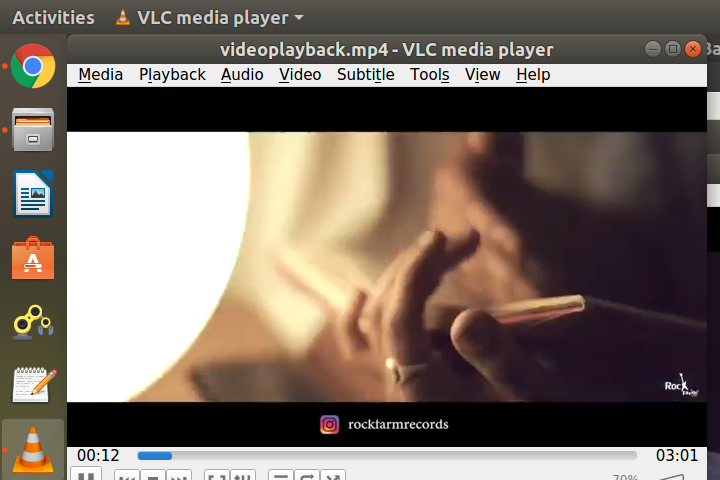 Activities VLC media player
videoplayback.mp4 - VLC media player
Media Playback Audio Video Subtitle Tools View Help
Rock
rockfarmrecords
00:12 03:01
70%